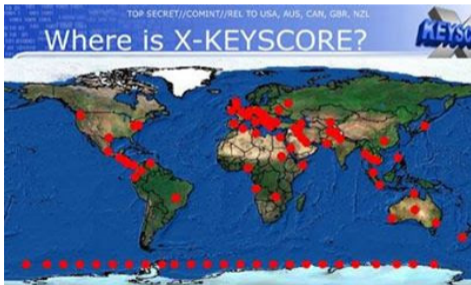 TOP SECRET//COMINT//REL TO USA, AUS, CAN, GBR, NZL
Where is X-KEYSCORE?